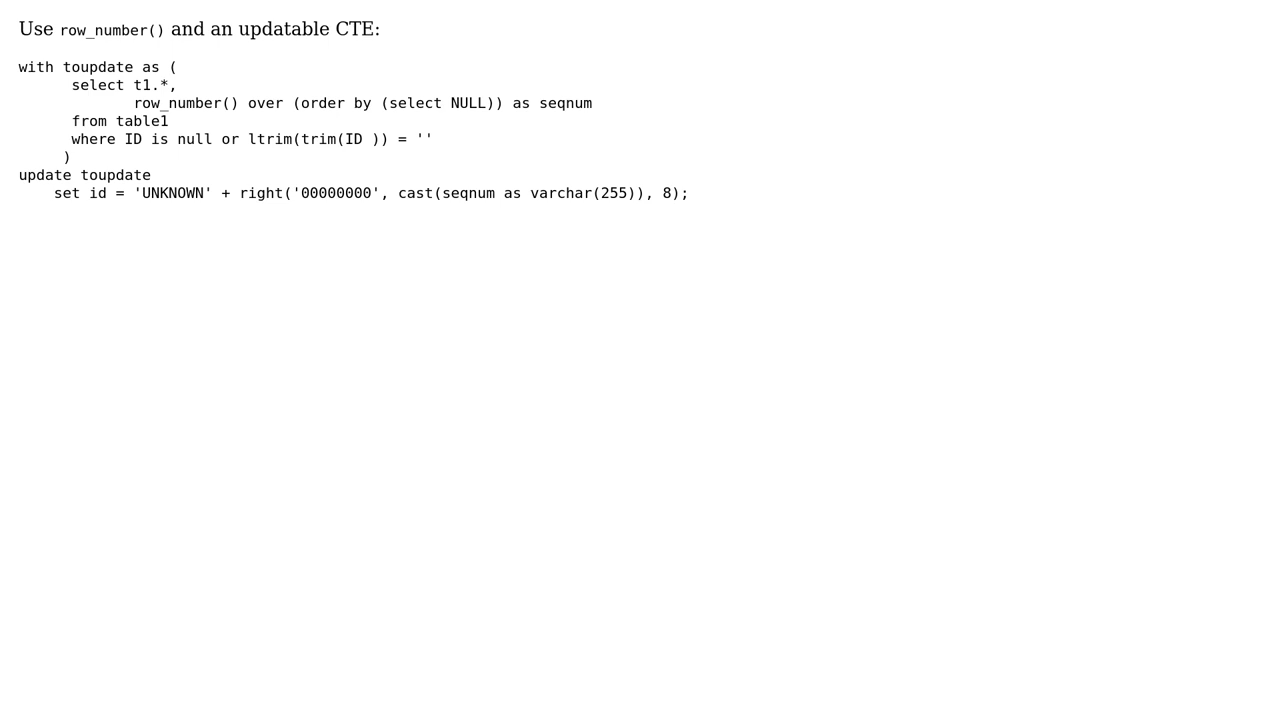 Use row_number() and an updatable CTE:
with toupdate as (
      select t1.*,
             row_number() over (order by (select NULL)) as seqnum
      from table1
      where ID is null or ltrim(trim(ID )) = ''
     )
update toupdate
    set id = 'UNKNOWN' + right('00000000', cast(seqnum as varchar(255)), 8);